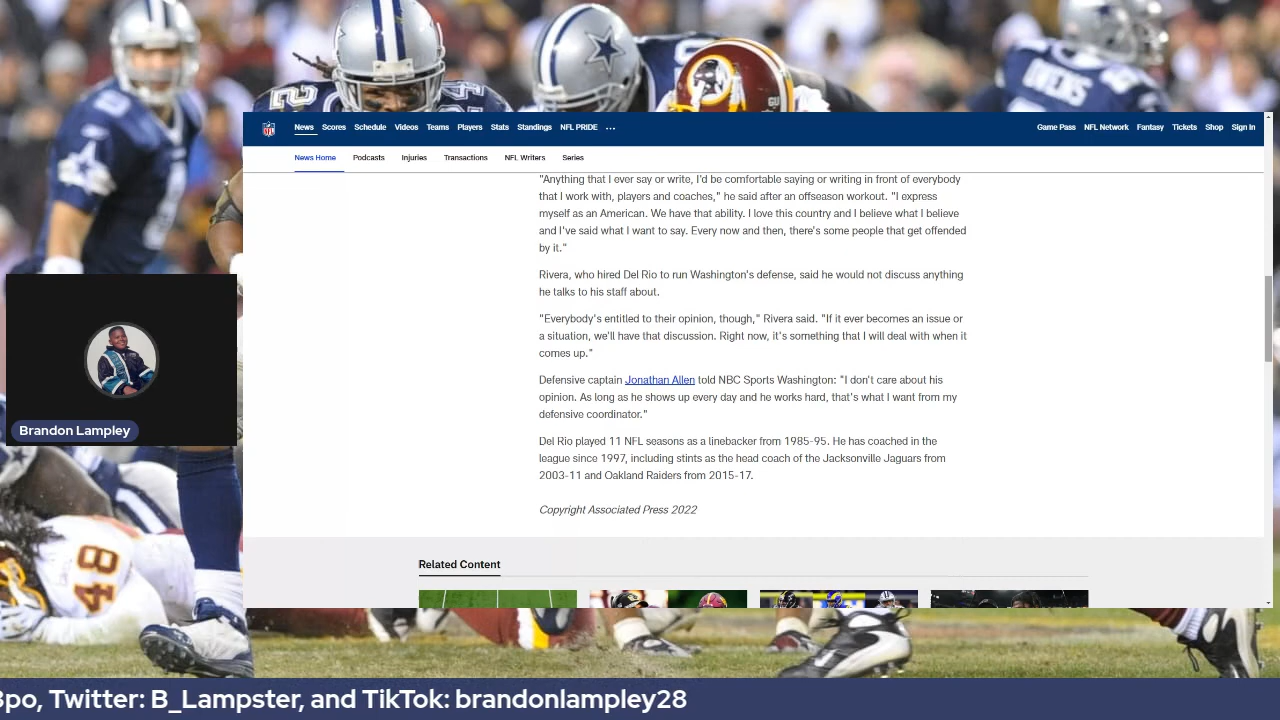 OWENS
News Scores Schedule Videos Teams Players Stats Standings NFL PRIDE ... Game Pass NFL Network Fantasy Tickets Shop Sign In
News Home Podcasts Injuries Transactions NFL Writers Series
"Anything that I ever say or write, I'd be comfortable saying or writing in front of everybody
that I work with, players and coaches," he said after an offseason workout. "I express
myself as an American. We have that ability. I love this country and I believe what I believe
and I've said what I want to say. Every now and then, there's some people that get offended
by it."
Rivera, who hired Del Rio to run Washington's defense, said he would not discuss anything
he talks to his staff about.
"Everybody's entitled to their opinion, though," Rivera said. "If it ever becomes an issue or
a situation, we'll have that discussion. Right now, it's something that I will deal with when it
comes up."
Defensive captain Jonathan Allen told NBC Sports Washington: "I don't care about his
opinion. As long as he shows up every day and he works hard, that's what I want from my
defensive coordinator."
Del Rio played 11 NFL seasons as a linebacker from 1985-95. He has coached in the
league since 1997, including stints as the head coach of the Jacksonville Jaguars from
2003-11 and Oakland Raiders from 2015-17.
Copyright Associated Press 2022
Related Content
Brandon Lampley
48
3po, Twitter: B_Lampster, and TikTok: brandonlampley28